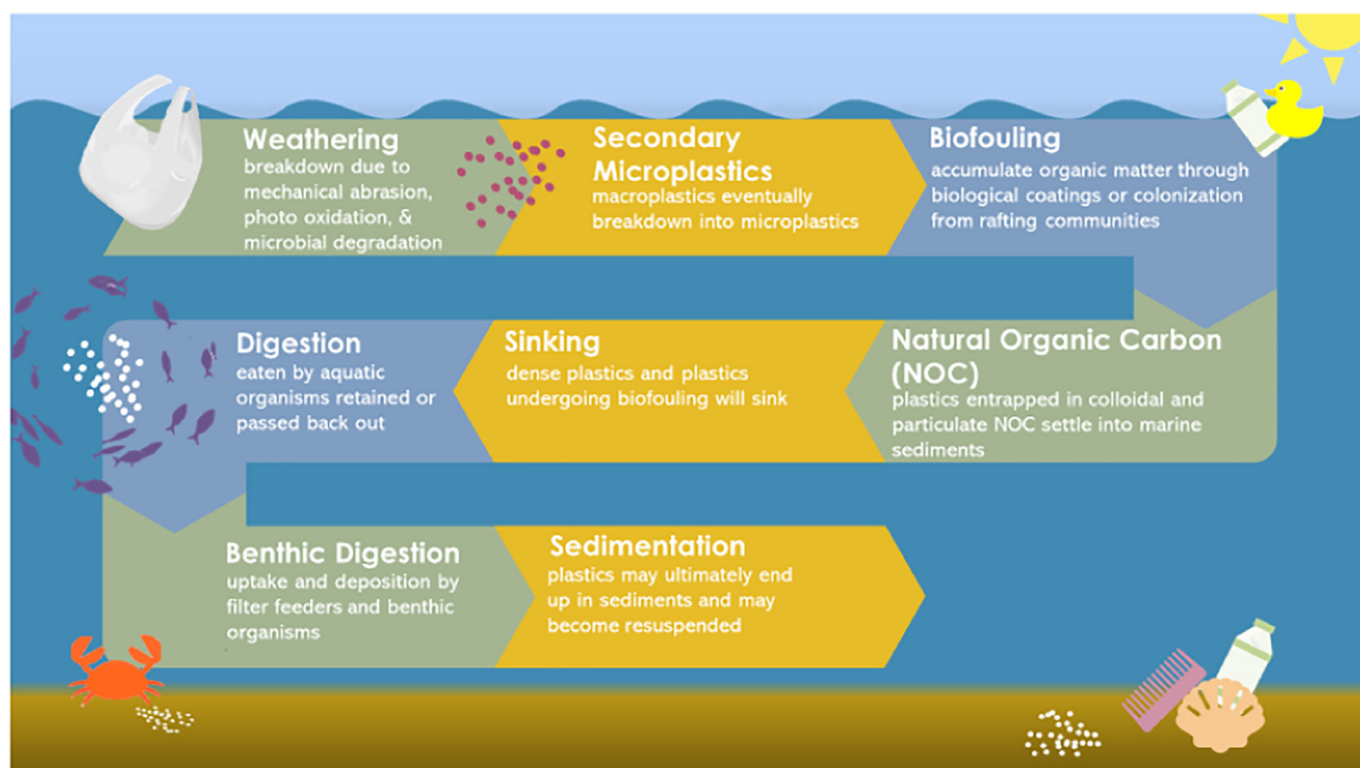 Weathering
breakdown due to
mechanical abrasion,
photo oxidation, &
microbial degradation
Secondary
Microplastics
macroplastics eventually
breakdown into microplastics
Biofouling
accumulate organic matter through
biological coatings or colonization
from rafting communities
Natural Organic Carbon
(NOC)
plastics entrapped in colloidal and
particulate NOC settle into marine
sediments
Sinking
dense plastics and plastics
undergoing biofouling will sink
Digestion
eaten by aquatic
organisms retained or
passed back out
Benthic Digestion
uptake and deposition by
filter feeders and benthic
organisms
Sedimentation
plastics may ultimately end
up in sediments and may
become resuspended